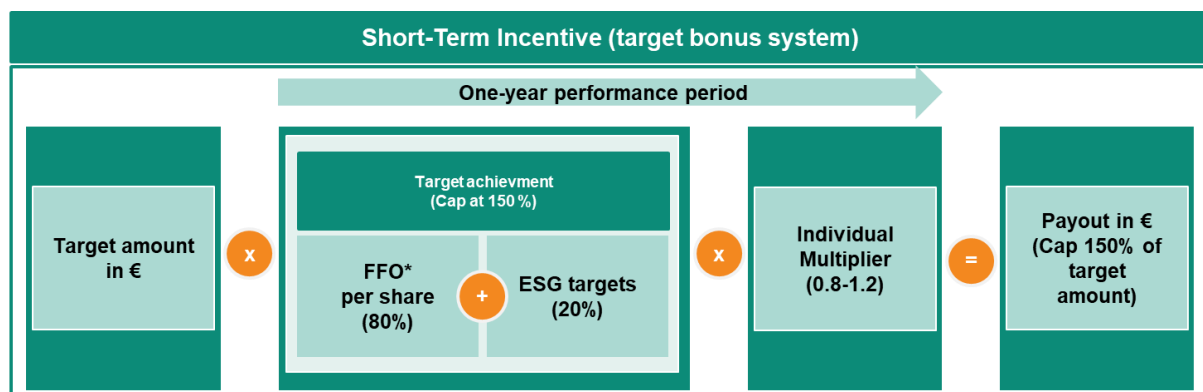 Short-Term Incentive (target bonus system)
One-year performance period
Target amount
in €
x
Target achievment
(Cap at 150 %)
FFO*
per share
(80%)
+
ESG targets
(20%)
x
Individual
Multiplier
(0.8-1.2)
=
Payout in €
(Cap 150% of
target
amount)